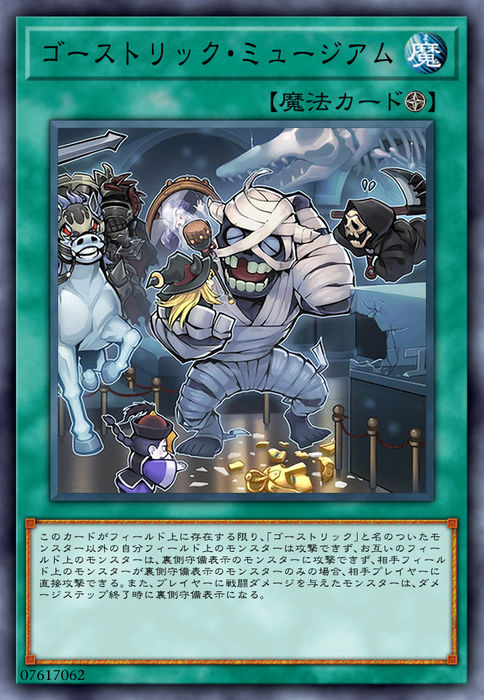 ゴーストリック・ミュージアム
魔
【魔法カード】
このカードがフィールド上に存在する限り、「ゴーストリック」と名のついたモ
ンスター以外の自分フィールド上のモンスターは攻撃できず、お互いのフィー
ルド上のモンスターは、裏側守備表示のモンスターに攻撃できず、相手フィール
ド上のモンスターが裏側守備表示のモンスターのみの場合、相手プレイヤーに
直接攻撃できる。また、プレイヤーに戦闘ダメージを与えたモンスターは、ダメ
ージステップ終了時に裏側守備表示になる。
07617062